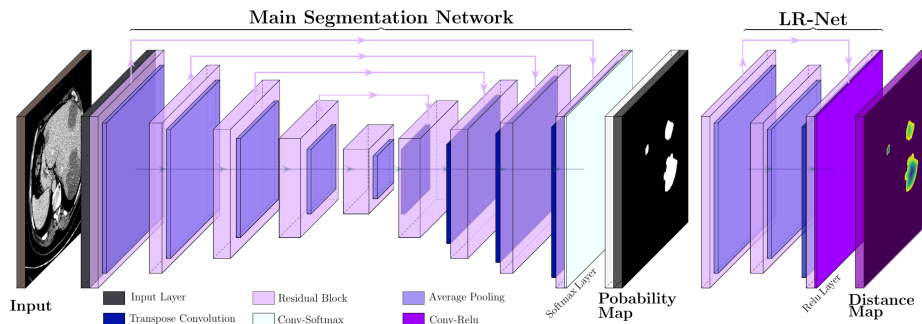 Main Segmentation Network
LR-Net
Softmax Layer
Relu Layer
Input
Input Layer
Residual Block
Average Pooling
Transpose Convolution
Conv-Softmax
Conv-Relu
Pobability
Map
Distance
Map